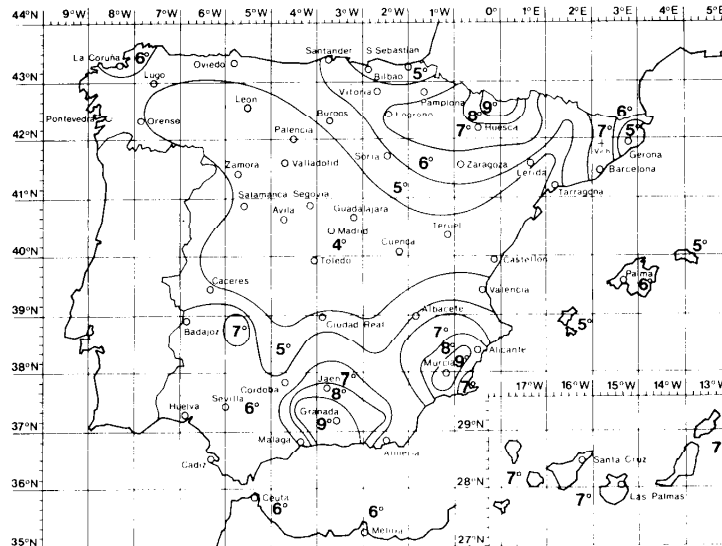 44°N 9°W 8°W 7°W 6°W 5°W 4°W 3°W 2°W 1°W 0° 1°E 2°E 3°E 4°E 5°E
La Coruña 6° Oviedo Santander S Sebastian
43°N Lugo Bilbao 5°
Vitoria Pamplona 9° 6°
Leon Burgos Logroño 8°
Pontevedra Orense 7° Huesca 7° 5°
42°N Palencia Vich Gerona
Zamora Valladolid Soria 6° Zaragoza Lerida Barcelona
41°N Salamanca Segovia 5° Tarragona
Avila Guadalajara
Madrid Teruel
40°N 4° Cuenca
Toledo Castellon Palma
Caceres Valencia 6°
39°N Albacete 5°
Badajoz 7° Ciudad Real 7°
5° 8° Alicante
38°N Murcia 9°
Cordoba Jaen 7° 7° 17°W 16°W 15°W 14°W 13°W
Huelva Sevilla 6° 8°
37°N Granada 9° 29°N 7
Malaga Almeria Santa Cruz
Cadiz 7° 7°
36°N Ceuta 6° 28°N Las Palmas
6° 6° 7°
Melilla
35°N 27°N